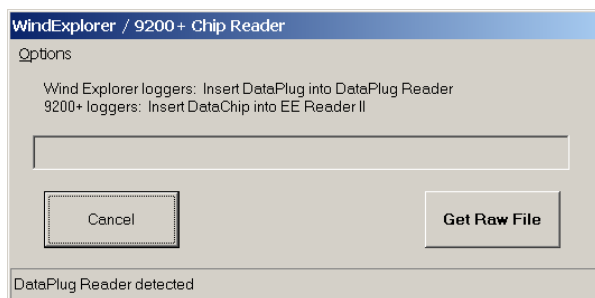 WindExplorer / 9200+ Chip Reader
Options
Wind Explorer loggers: Insert DataPlug into DataPlug Reader
9200+ loggers: Insert DataChip into EE Reader II
Cancel
Get Raw File
DataPlug Reader detected